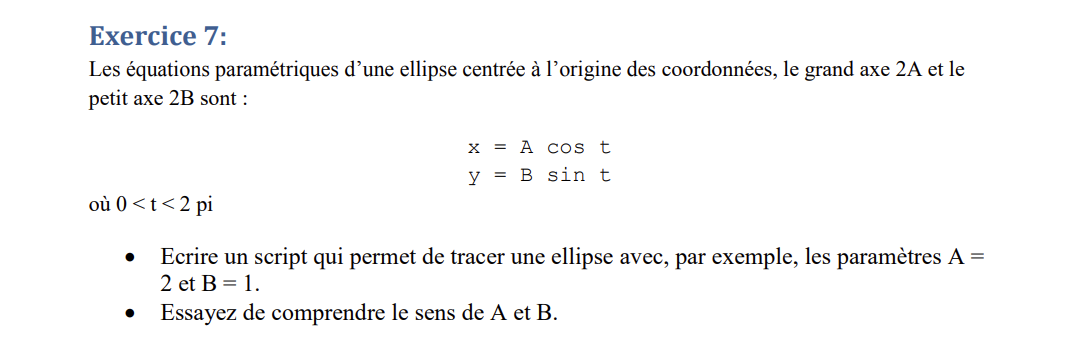 Exercice 7:
Les équations paramétriques d’une ellipse centrée à l’origine des coordonnées, le grand axe 2A et le
petit axe 2B sont :
x = A cos t
y = B sin t
où 0 < t < 2 pi
• Ecrire un script qui permet de tracer une ellipse avec, par exemple, les paramètres A =
2 et B = 1.
• Essayez de comprendre le sens de A et B.